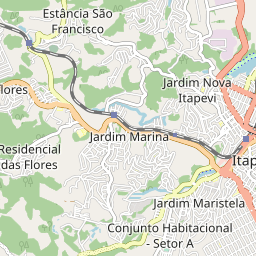 Estância São
Francisco
Jardim Nova
Itapevi
lores
Jardim Marina
Residencial
das Flores
Itap
Jardim Maristela
Conjunto Habitacional
- Setor A